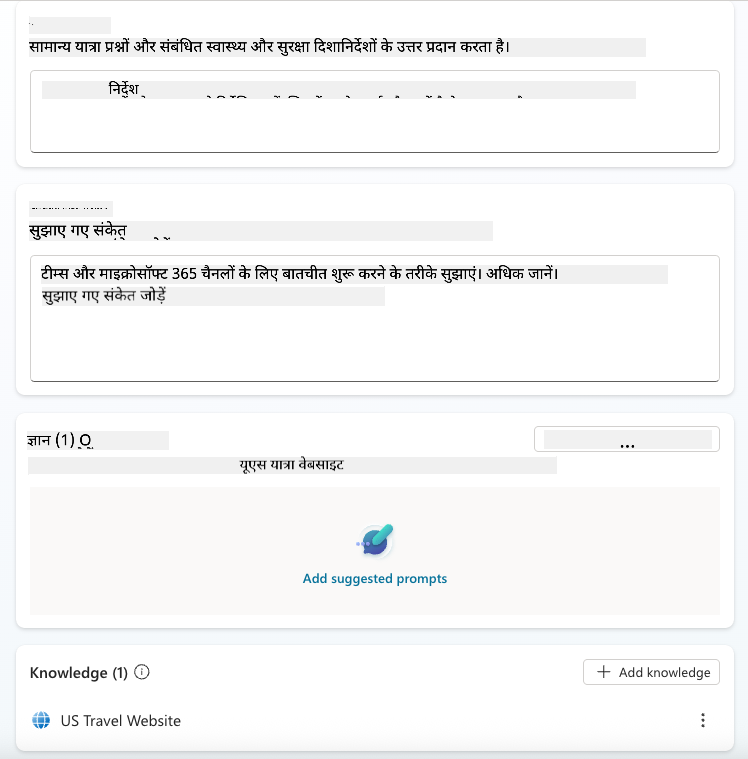 सामान्य यात्रा प्रश्नों और संबंधित स्वास्थ्य और सुरक्षा दिशानिर्देशों के उत्तर प्रदान करता है।
निर्देश
सुझाए गए संकेत
टीम्स और माइक्रोसॉफ्ट 365 चैनलों के लिए बातचीत शुरू करने के तरीके सुझाएं। अधिक जानें।
सुझाए गए संकेत जोड़ें
ज्ञान (1)
...
यूएस यात्रा वेबसाइट
Add suggested prompts
Knowledge (1)
+ Add knowledge
US Travel Website